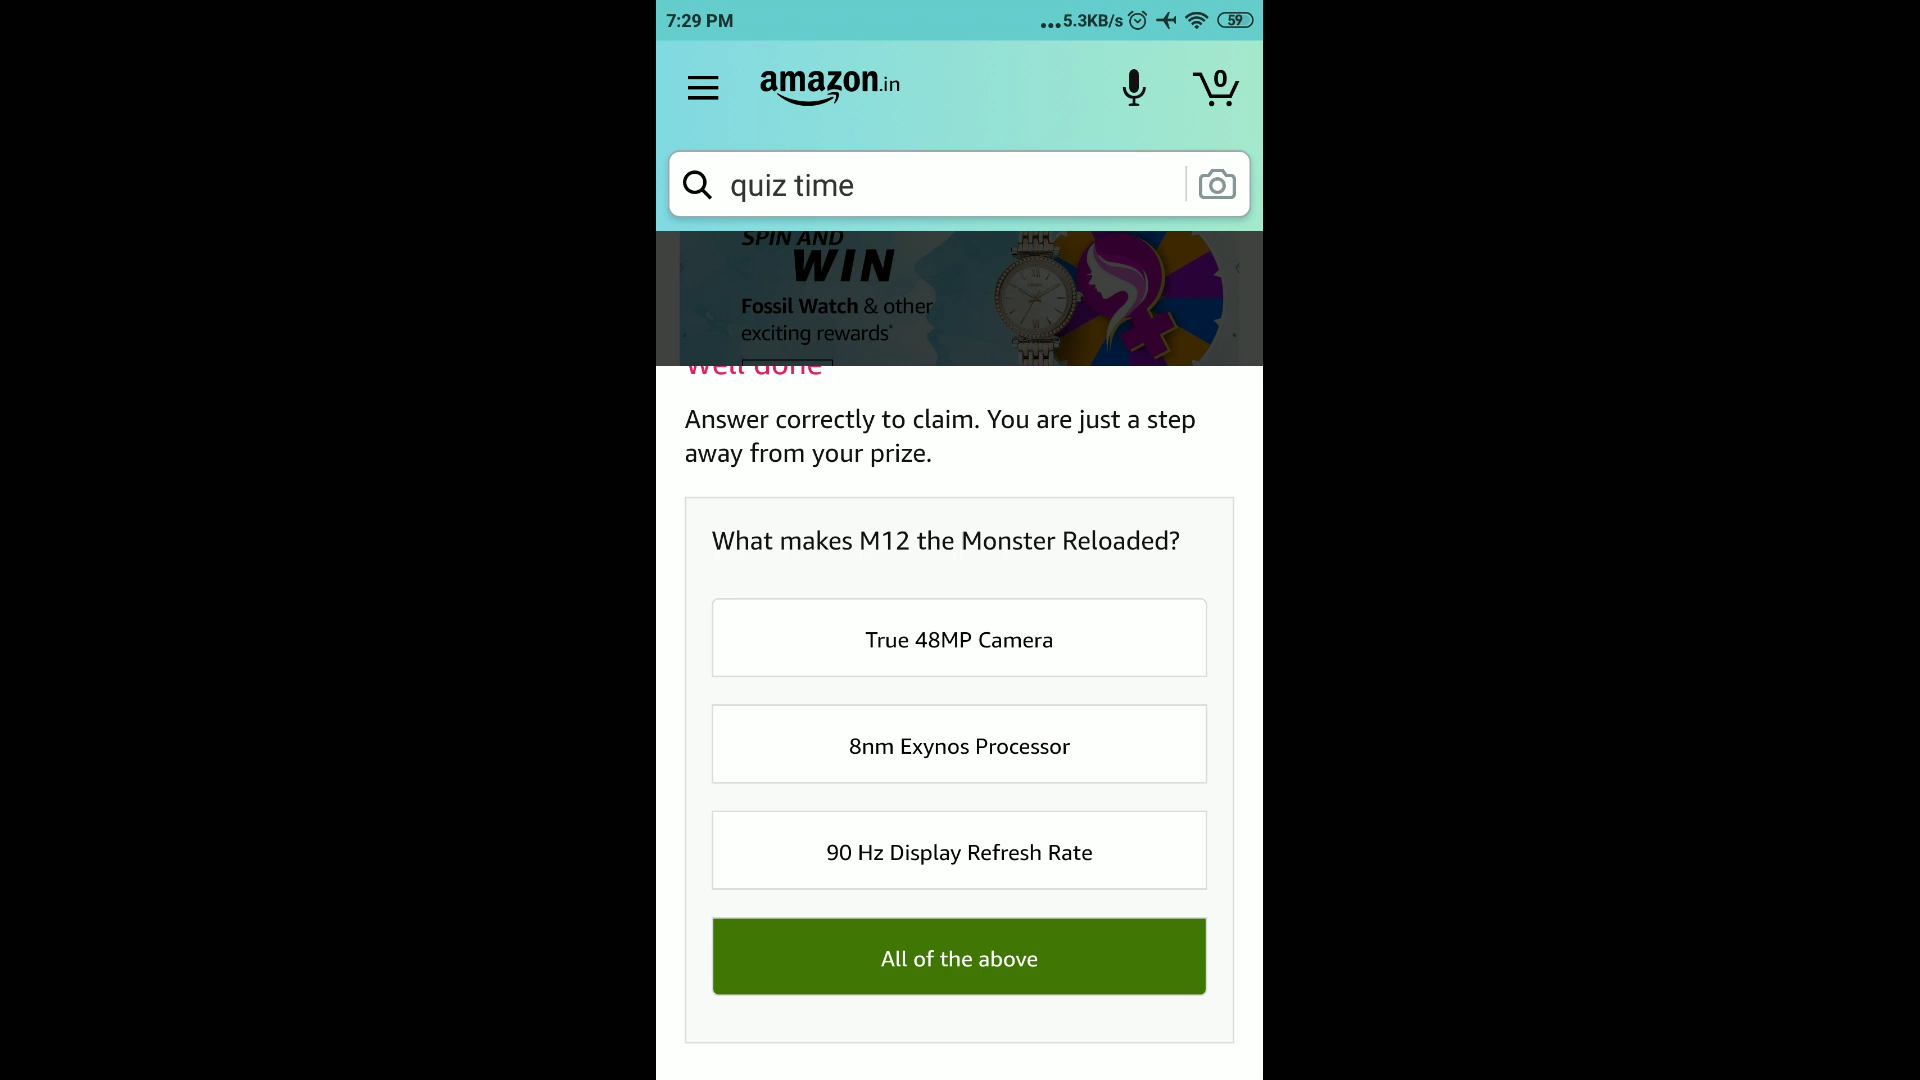 7:29 PM
...5.3KB/s 59
amazon.in
0
quiz time
SPIN AND
WIN
Fossil Watch & other
exciting rewards*
Well done
Answer correctly to claim. You are just a step
away from your prize.
What makes M12 the Monster Reloaded?
True 48MP Camera
8nm Exynos Processor
90 Hz Display Refresh Rate
All of the above